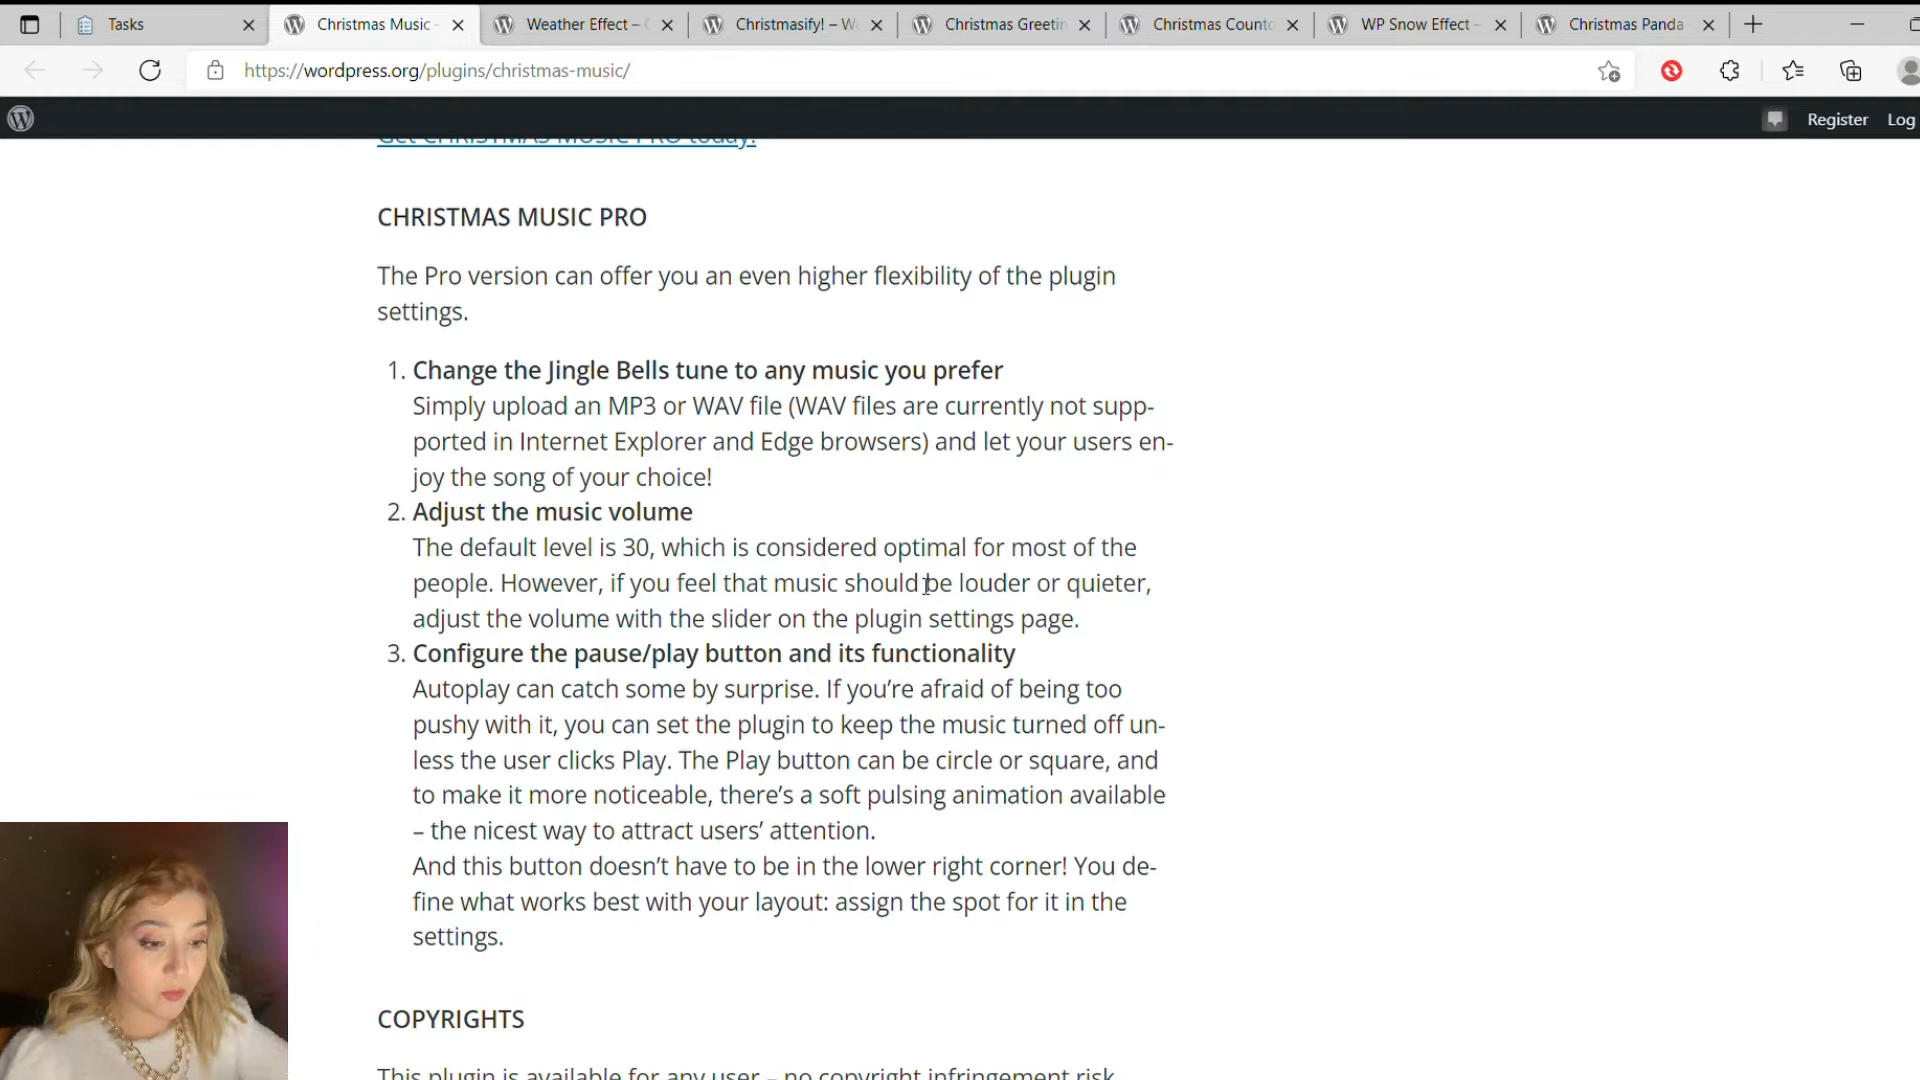 Tasks
Christmas Music -
Weather Effect –
Christmasify! – W
Christmas Greetin
Christmas Countd
WP Snow Effect -
Christmas Panda
https://wordpress.org/plugins/christmas-music/
Register
Log
Get CHRISTMAS MUSIC PRO today!
CHRISTMAS MUSIC PRO
The Pro version can offer you an even higher flexibility of the plugin
settings.
1. Change the Jingle Bells tune to any music you prefer
Simply upload an MP3 or WAV file (WAV files are currently not supp-
ported in Internet Explorer and Edge browsers) and let your users en-
joy the song of your choice!
2. Adjust the music volume
The default level is 30, which is considered optimal for most of the
people. However, if you feel that music should be louder or quieter,
adjust the volume with the slider on the plugin settings page.
3. Configure the pause/play button and its functionality
Autoplay can catch some by surprise. If you’re afraid of being too
pushy with it, you can set the plugin to keep the music turned off un-
less the user clicks Play. The Play button can be circle or square, and
to make it more noticeable, there’s a soft pulsing animation available
– the nicest way to attract users’ attention.
And this button doesn’t have to be in the lower right corner! You de-
fine what works best with your layout: assign the spot for it in the
settings.
COPYRIGHTS
This plugin is available for any user – no copyright infringement risk